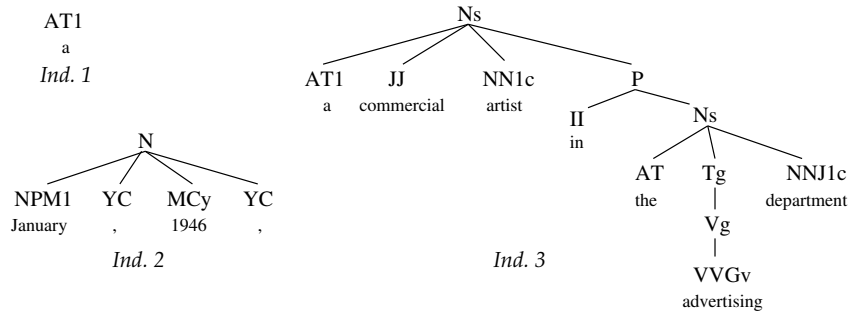 AT1
a
Ind. 1
N
NPM1 YC MCy YC
January , 1946 ,
Ind. 2
Ns
AT1 JJ NN1c P
a commercial artist
II Ns
in
AT Tg NNJ1c
the department
Vg
VVGv
advertising
Ind. 3